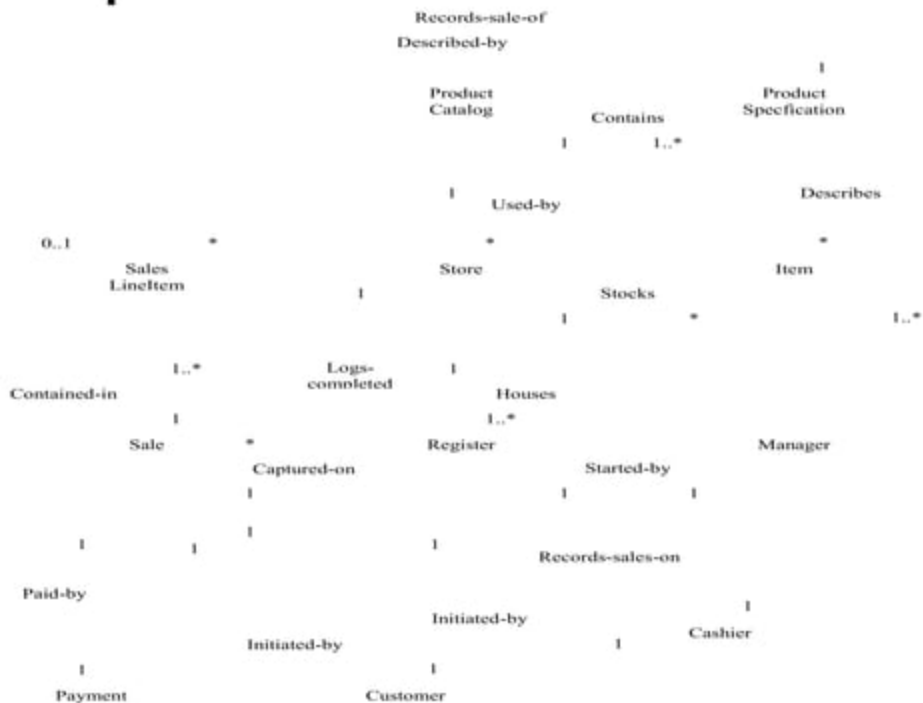 Records-sale-of
Described-by
1
Product
Catalog
Product
Specfication
Contains
1
1..*
1
Used-by
Describes
0..1
*
*
*
Sales
LineItem
Store
Item
1
Stocks
1
*
1..*
1..*
Logs-
completed
1
Contained-in
Houses
1
1..*
Sale
*
Register
Manager
Captured-on
Started-by
1
1
1
1
1
1
1
Records-sales-on
Paid-by
1
Initiated-by
Cashier
Initiated-by
1
1
1
Payment
Customer